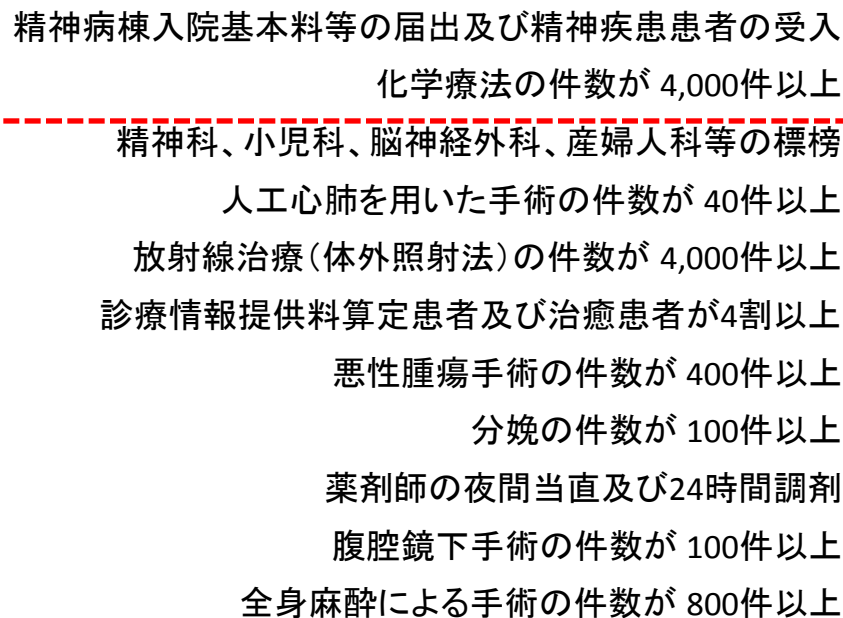 精神病棟入院基本料等の届出及び精神疾患患者の受入
化学療法の件数が 4,000件以上
精神科、小児科、脳神経外科、産婦人科等の標榜
人工心肺を用いた手術の件数が 40件以上
放射線治療（体外照射法）の件数が 4,000件以上
診療情報提供料算定患者及び治癒患者が4割以上
悪性腫瘍手術の件数が 400件以上
分娩の件数が 100件以上
薬剤師の夜間当直及び24時間調剤
腹腔鏡下手術の件数が 100件以上
全身麻酔による手術の件数が 800件以上